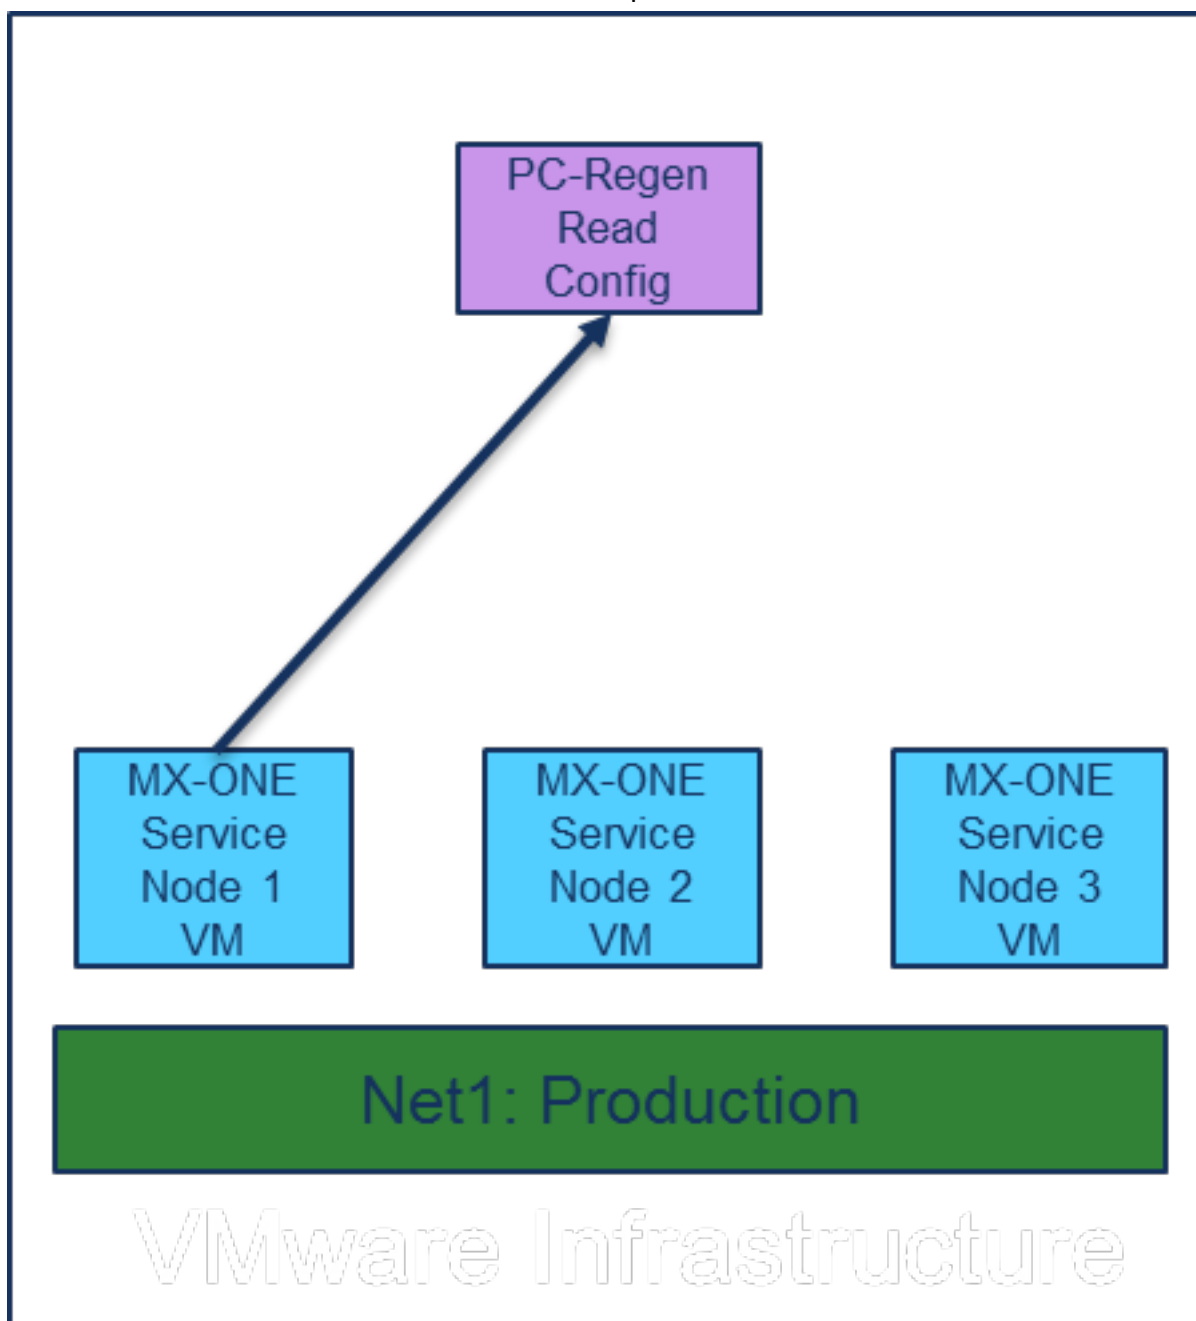 PC-Regen
Read
Config
MX-ONE
Service
Node 1
VM
MX-ONE
Service
Node 2
VM
MX-ONE
Service
Node 3
VM
Net1: Production
VMware Infrastructure